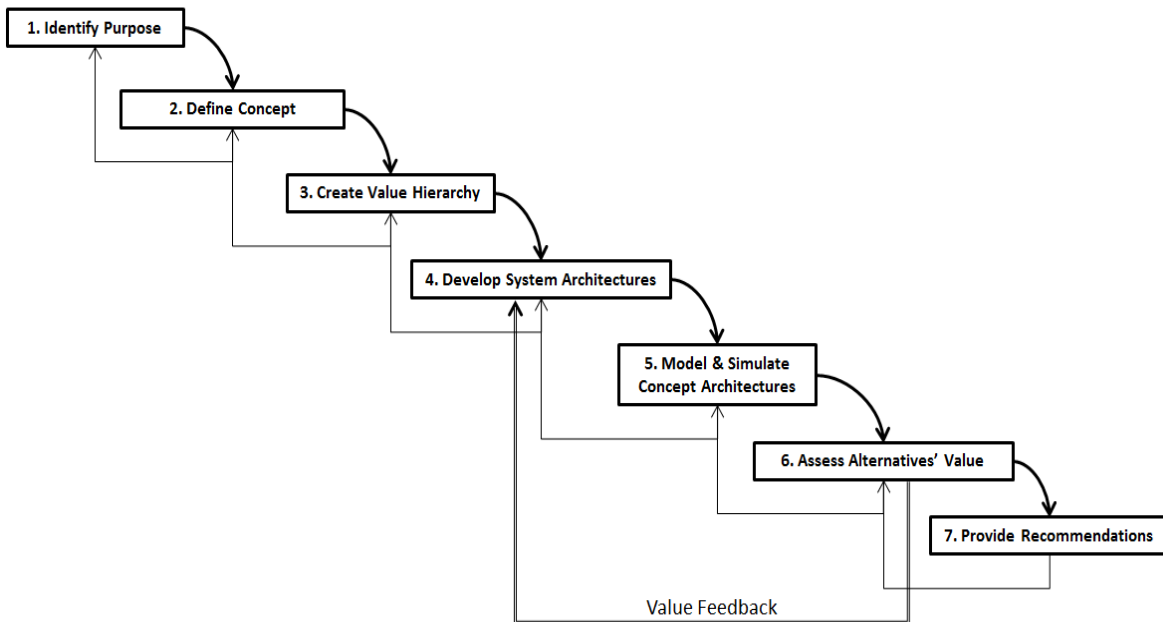 1. Identify Purpose
2. Define Concept
3. Create Value Hierarchy
4. Develop System Architectures
5. Model & Simulate
Concept Architectures
6. Assess Alternatives’ Value
7. Provide Recommendations
Value Feedback